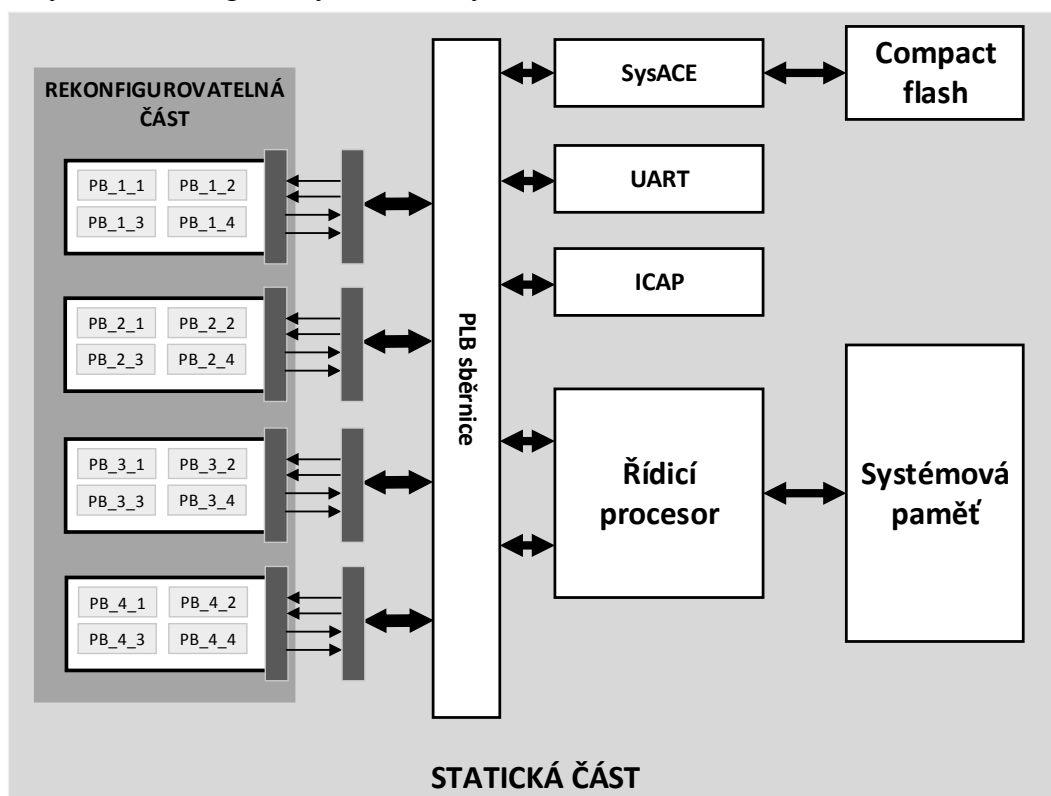 REKONFIGUROVATELNÁ
ČÁST
PB_1_1
PB_1_2
PB_1_3
PB_1_4
PB_2_1
PB_2_2
PB_2_3
PB_2_4
PB_3_1
PB_3_2
PB_3_3
PB_3_4
PB_4_1
PB_4_2
PB_4_3
PB_4_4
PLB sběrnice
SysACE
Compact
flash
UART
ICAP
Řídicí
procesor
Systémová
paměť
STATICKÁ ČÁST